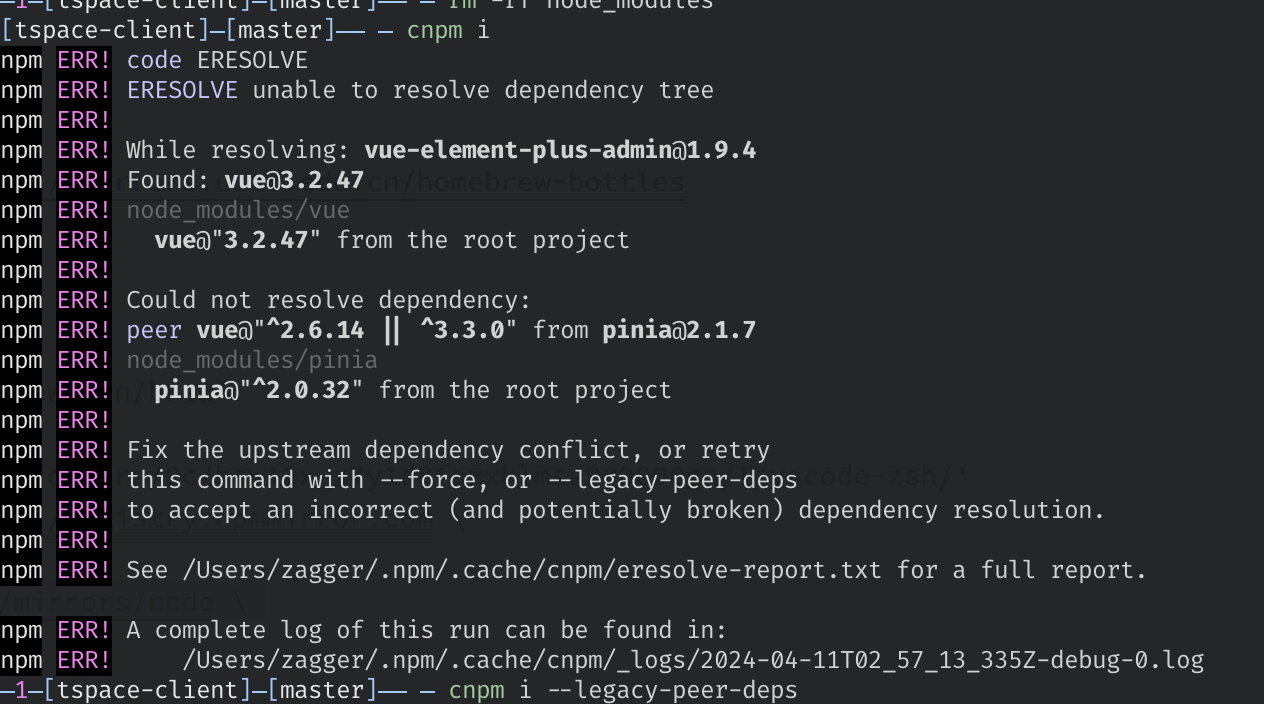 —1—[tspace-client]—[master]—— — rm -rf node_modules
[tspace-client]—[master]—— — cnpm i
npm ERR! code ERESOLVE
npm ERR! ERESOLVE unable to resolve dependency tree
npm ERR!
npm ERR! While resolving: vue-element-plus-admin@1.9.4
npm ERR! Found: vue@3.2.47
npm ERR! node_modules/vue
npm ERR!   vue@"3.2.47" from the root project
npm ERR!
npm ERR! Could not resolve dependency:
npm ERR! peer vue@"^2.6.14 || ^3.3.0" from pinia@2.1.7
npm ERR! node_modules/pinia
npm ERR!   pinia@"^2.0.32" from the root project
npm ERR!
npm ERR! Fix the upstream dependency conflict, or retry
npm ERR! this command with --force, or --legacy-peer-deps
npm ERR! to accept an incorrect (and potentially broken) dependency resolution.
npm ERR!
npm ERR! See /Users/zagger/.npm/.cache/cnpm/eresolve-report.txt for a full report.
/mirrors/node \
npm ERR! A complete log of this run can be found in:
npm ERR!     /Users/zagger/.npm/.cache/cnpm/_logs/2024-04-11T02_57_13_335Z-debug-0.log
—1—[tspace-client]—[master]—— — cnpm i --legacy-peer-deps